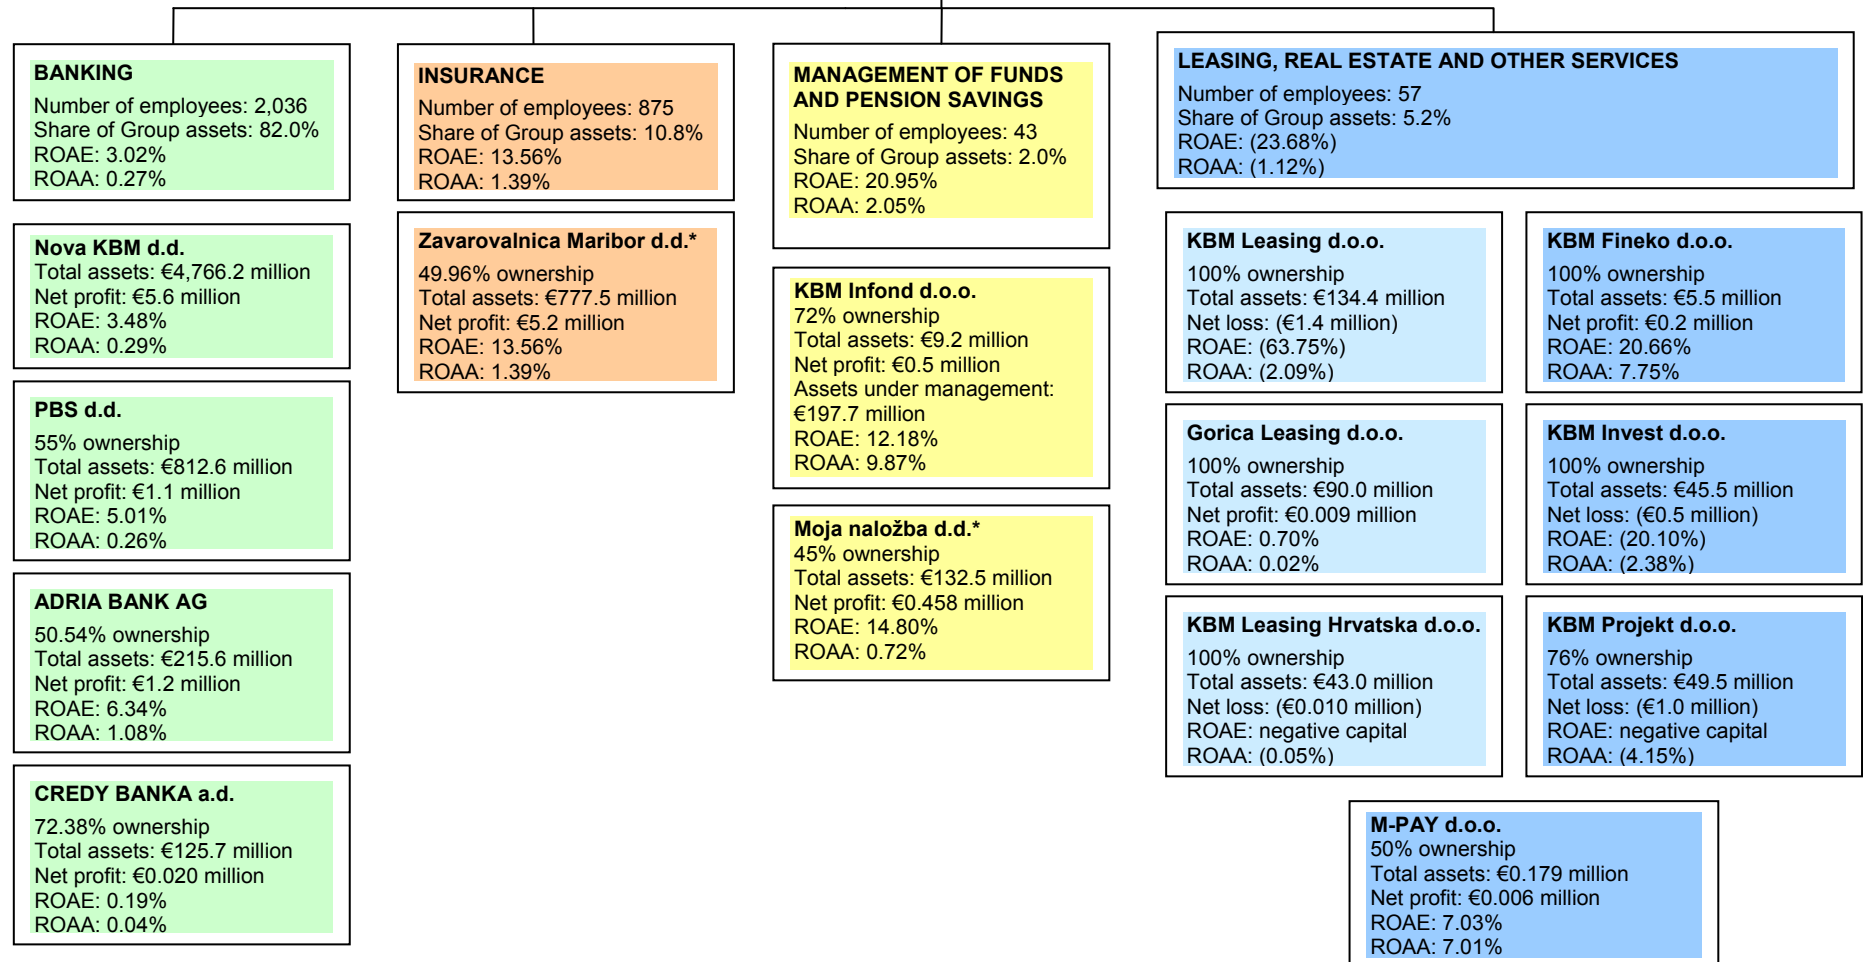 BANKING
Number of employees: 2,036
Share of Group assets: 82.0%
ROAE: 3.02%
ROAA: 0.27%
Nova KBM d.d.
Total assets: €4,766.2 million
Net profit: €5.6 million
ROAE: 3.48%
ROAA: 0.29%
PBS d.d.
55% ownership
Total assets: €812.6 million
Net profit: €1.1 million
ROAE: 5.01%
ROAA: 0.26%
ADRIA BANK AG
50.54% ownership
Total assets: €215.6 million
Net profit: €1.2 million
ROAE: 6.34%
ROAA: 1.08%
CREDY BANKA a.d.
72.38% ownership
Total assets: €125.7 million
Net profit: €0.020 million
ROAE: 0.19%
ROAA: 0.04%
INSURANCE
Number of employees: 875
Share of Group assets: 10.8%
ROAE: 13.56%
ROAA: 1.39%
Zavarovalnica Maribor d.d.*
49.96% ownership
Total assets: €777.5 million
Net profit: €5.2 million
ROAE: 13.56%
ROAA: 1.39%
MANAGEMENT OF FUNDS
AND PENSION SAVINGS
Number of employees: 43
Share of Group assets: 2.0%
ROAE: 20.95%
ROAA: 2.05%
KBM Infond d.o.o.
72% ownership
Total assets: €9.2 million
Net profit: €0.5 million
Assets under management:
€197.7 million
ROAE: 12.18%
ROAA: 9.87%
Moja naložba d.d.*
45% ownership
Total assets: €132.5 million
Net profit: €0.458 million
ROAE: 14.80%
ROAA: 0.72%
LEASING, REAL ESTATE AND OTHER SERVICES
Number of employees: 57
Share of Group assets: 5.2%
ROAE: (23.68%)
ROAA: (1.12%)
KBM Leasing d.o.o.
100% ownership
Total assets: €134.4 million
Net loss: (€1.4 million)
ROAE: (63.75%)
ROAA: (2.09%)
Gorica Leasing d.o.o.
100% ownership
Total assets: €90.0 million
Net profit: €0.009 million
ROAE: 0.70%
ROAA: 0.02%
KBM Leasing Hrvatska d.o.o.
100% ownership
Total assets: €43.0 million
Net loss: (€0.010 million)
ROAE: negative capital
ROAA: (0.05%)
KBM Fineko d.o.o.
100% ownership
Total assets: €5.5 million
Net profit: €0.2 million
ROAE: 20.66%
ROAA: 7.75%
KBM Invest d.o.o.
100% ownership
Total assets: €45.5 million
Net loss: (€0.5 million)
ROAE: (20.10%)
ROAA: (2.38%)
KBM Projekt d.o.o.
76% ownership
Total assets: €49.5 million
Net loss: (€1.0 million)
ROAE: negative capital
ROAA: (4.15%)
M-PAY d.o.o.
50% ownership
Total assets: €0.179 million
Net profit: €0.006 million
ROAE: 7.03%
ROAA: 7.01%